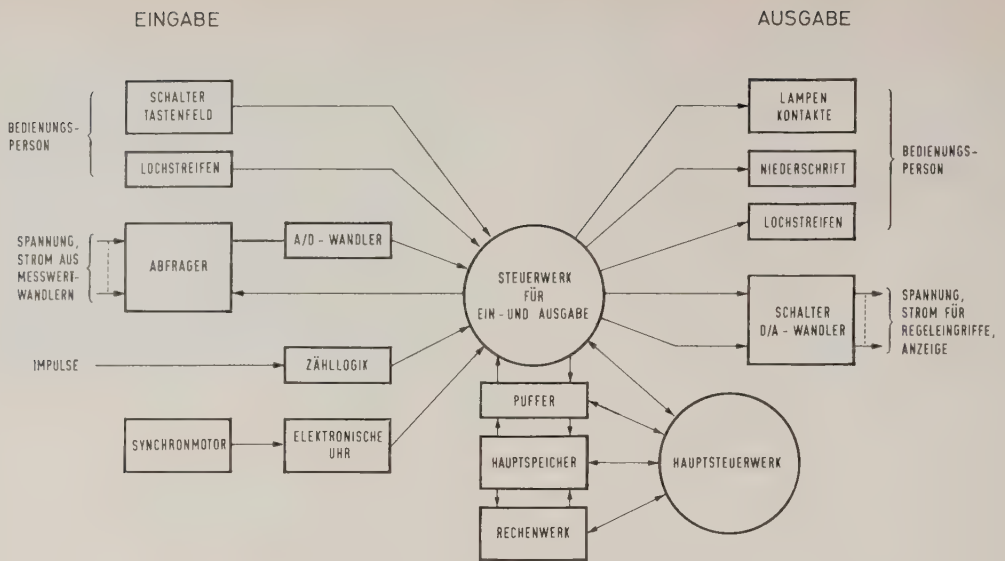 EINGABE
AUSGABE
BEDIENUNGS-
PERSON
SCHALTER
TASTENFELD
LOCHSTREIFEN
SPANNUNG,
STROM AUS
MESSWERT-
WANDLERN
ABFRAGER
A/D - WANDLER
IMPULSE
ZÄHLLOGIK
SYNCHRONMOTOR
ELEKTRONISCHE
UHR
STEUERWERK
FÜR
EIN - UND AUSGABE
PUFFER
HAUPTSPEICHER
RECHENWERK
HAUPTSTEUERWERK
LAMPEN
KONTAKTE
NIEDERSCHRIFT
LOCHSTREIFEN
BEDIENUNGS-
PERSON
SCHALTER
D/A - WANDLER
SPANNUNG,
STROM FÜR
REGELEINGRIFFE,
ANZEIGE